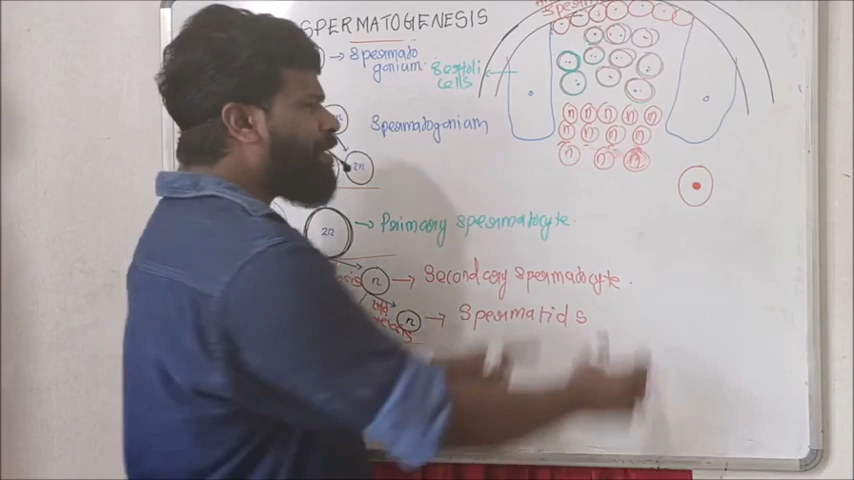 SPERMATOGENESIS
→ Spermato
gonium.
Sertoli
cells
Spermatogonium
2n
2n → Primary spermatocyte.
n → Secondary spermatocyte.
n → Spermatids
n n n n n
n n n n n
n n n